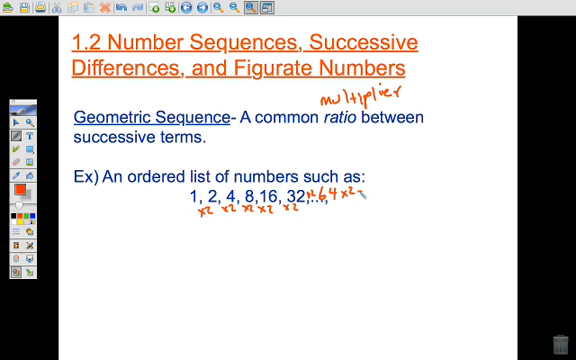 1.2 Number Sequences, Successive
Differences, and Figurate Numbers
multiplier
Geometric Sequence- A common ratio between
successive terms.
Ex) An ordered list of numbers such as:
1, 2, 4, 8,16, 32,..., 64 x2
x2 x2 x2 x2 x2